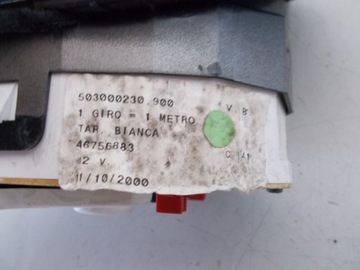 503000230.900
V. B
1 GIRO = 1 METRO
TAR. BIANCA
46756883
12 V.
11/10/2000